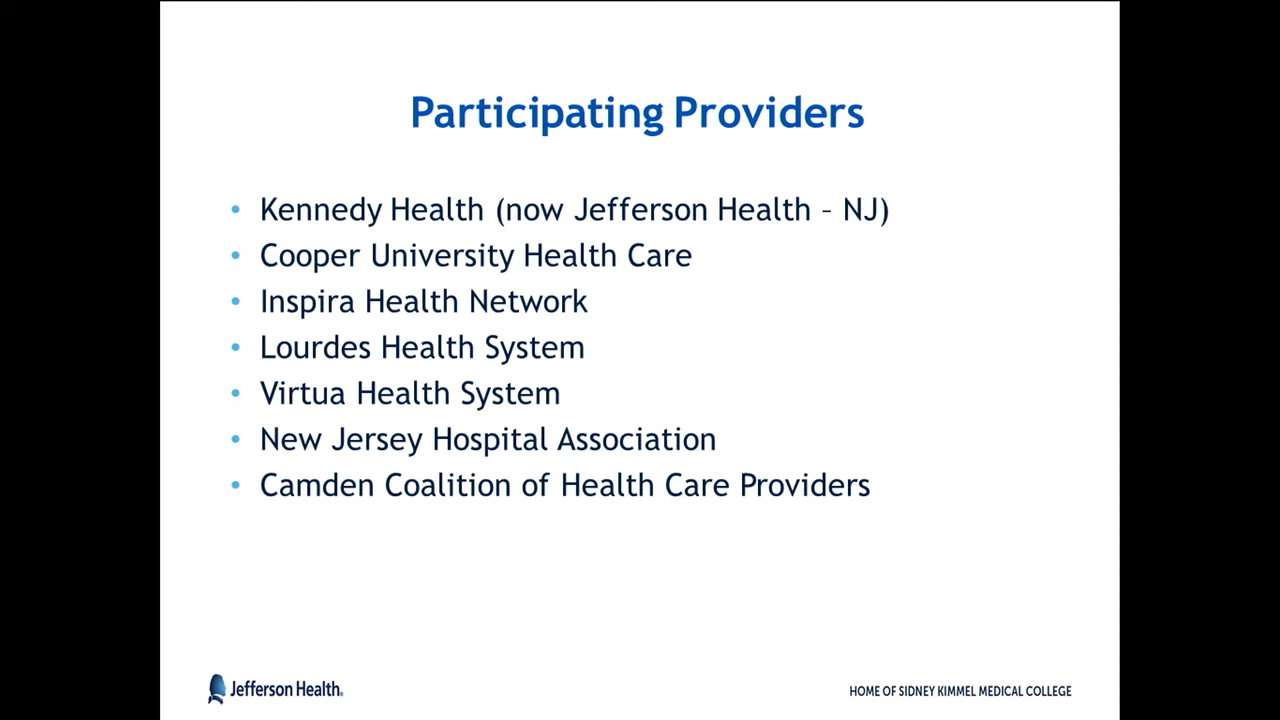 Participating Providers
• Kennedy Health (now Jefferson Health – NJ)
• Cooper University Health Care
• Inspira Health Network
• Lourdes Health System
• Virtua Health System
• New Jersey Hospital Association
• Camden Coalition of Health Care Providers
Jefferson Health®
HOME OF SIDNEY KIMMEL MEDICAL COLLEGE